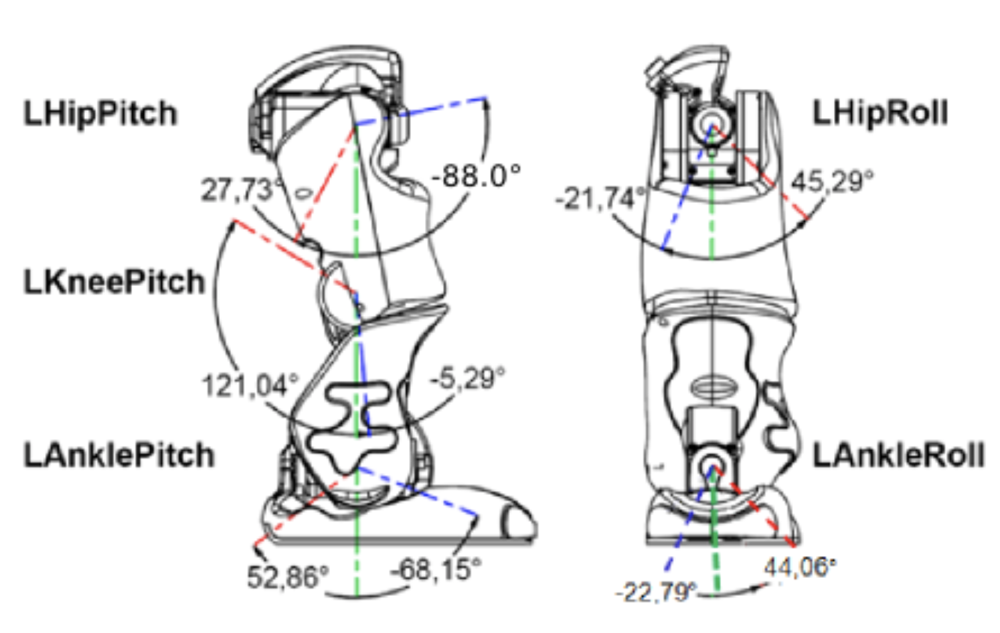 LHipPitch
27,73°
-88.0°
LKneePitch
121,04°
-5,29°
LAnklePitch
52,86°
-68,15°
LHipRoll
-21,74°
45,29°
LAnkleRoll
-22,79°
44,06°